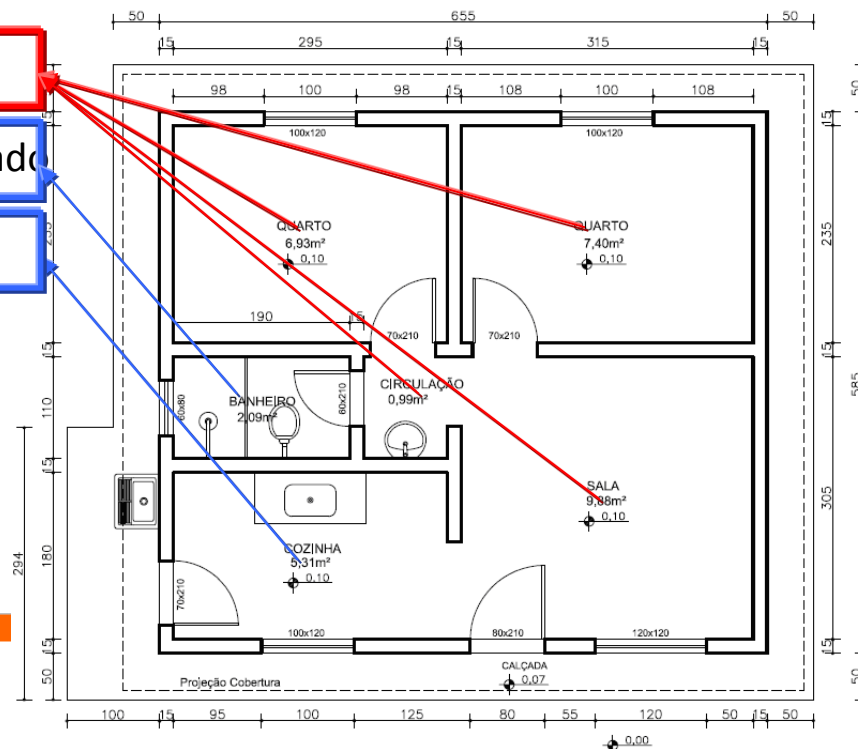 50
655
50
15
295
15
315
15
98
100
98
15
108
100
108
100x120
100x120
ndo
QUARTO
6,93m²
0,10
QUARTO
7,40m²
0,10
235
15
15
190
15
70x210
70x210
15
15
CIRCULAÇÃO
0,99m²
BANHEIRO
2,09m²
60x80
60x210
110
15
585
SALA
9,88m²
0,10
305
COZINHA
5,31m²
0,10
180
294
70x210
100x120
80x210
120x120
15
15
CALÇADA
0,07
Projeção Cobertura
50
50
100
15
95
100
125
80
55
120
50
15
50
0,00